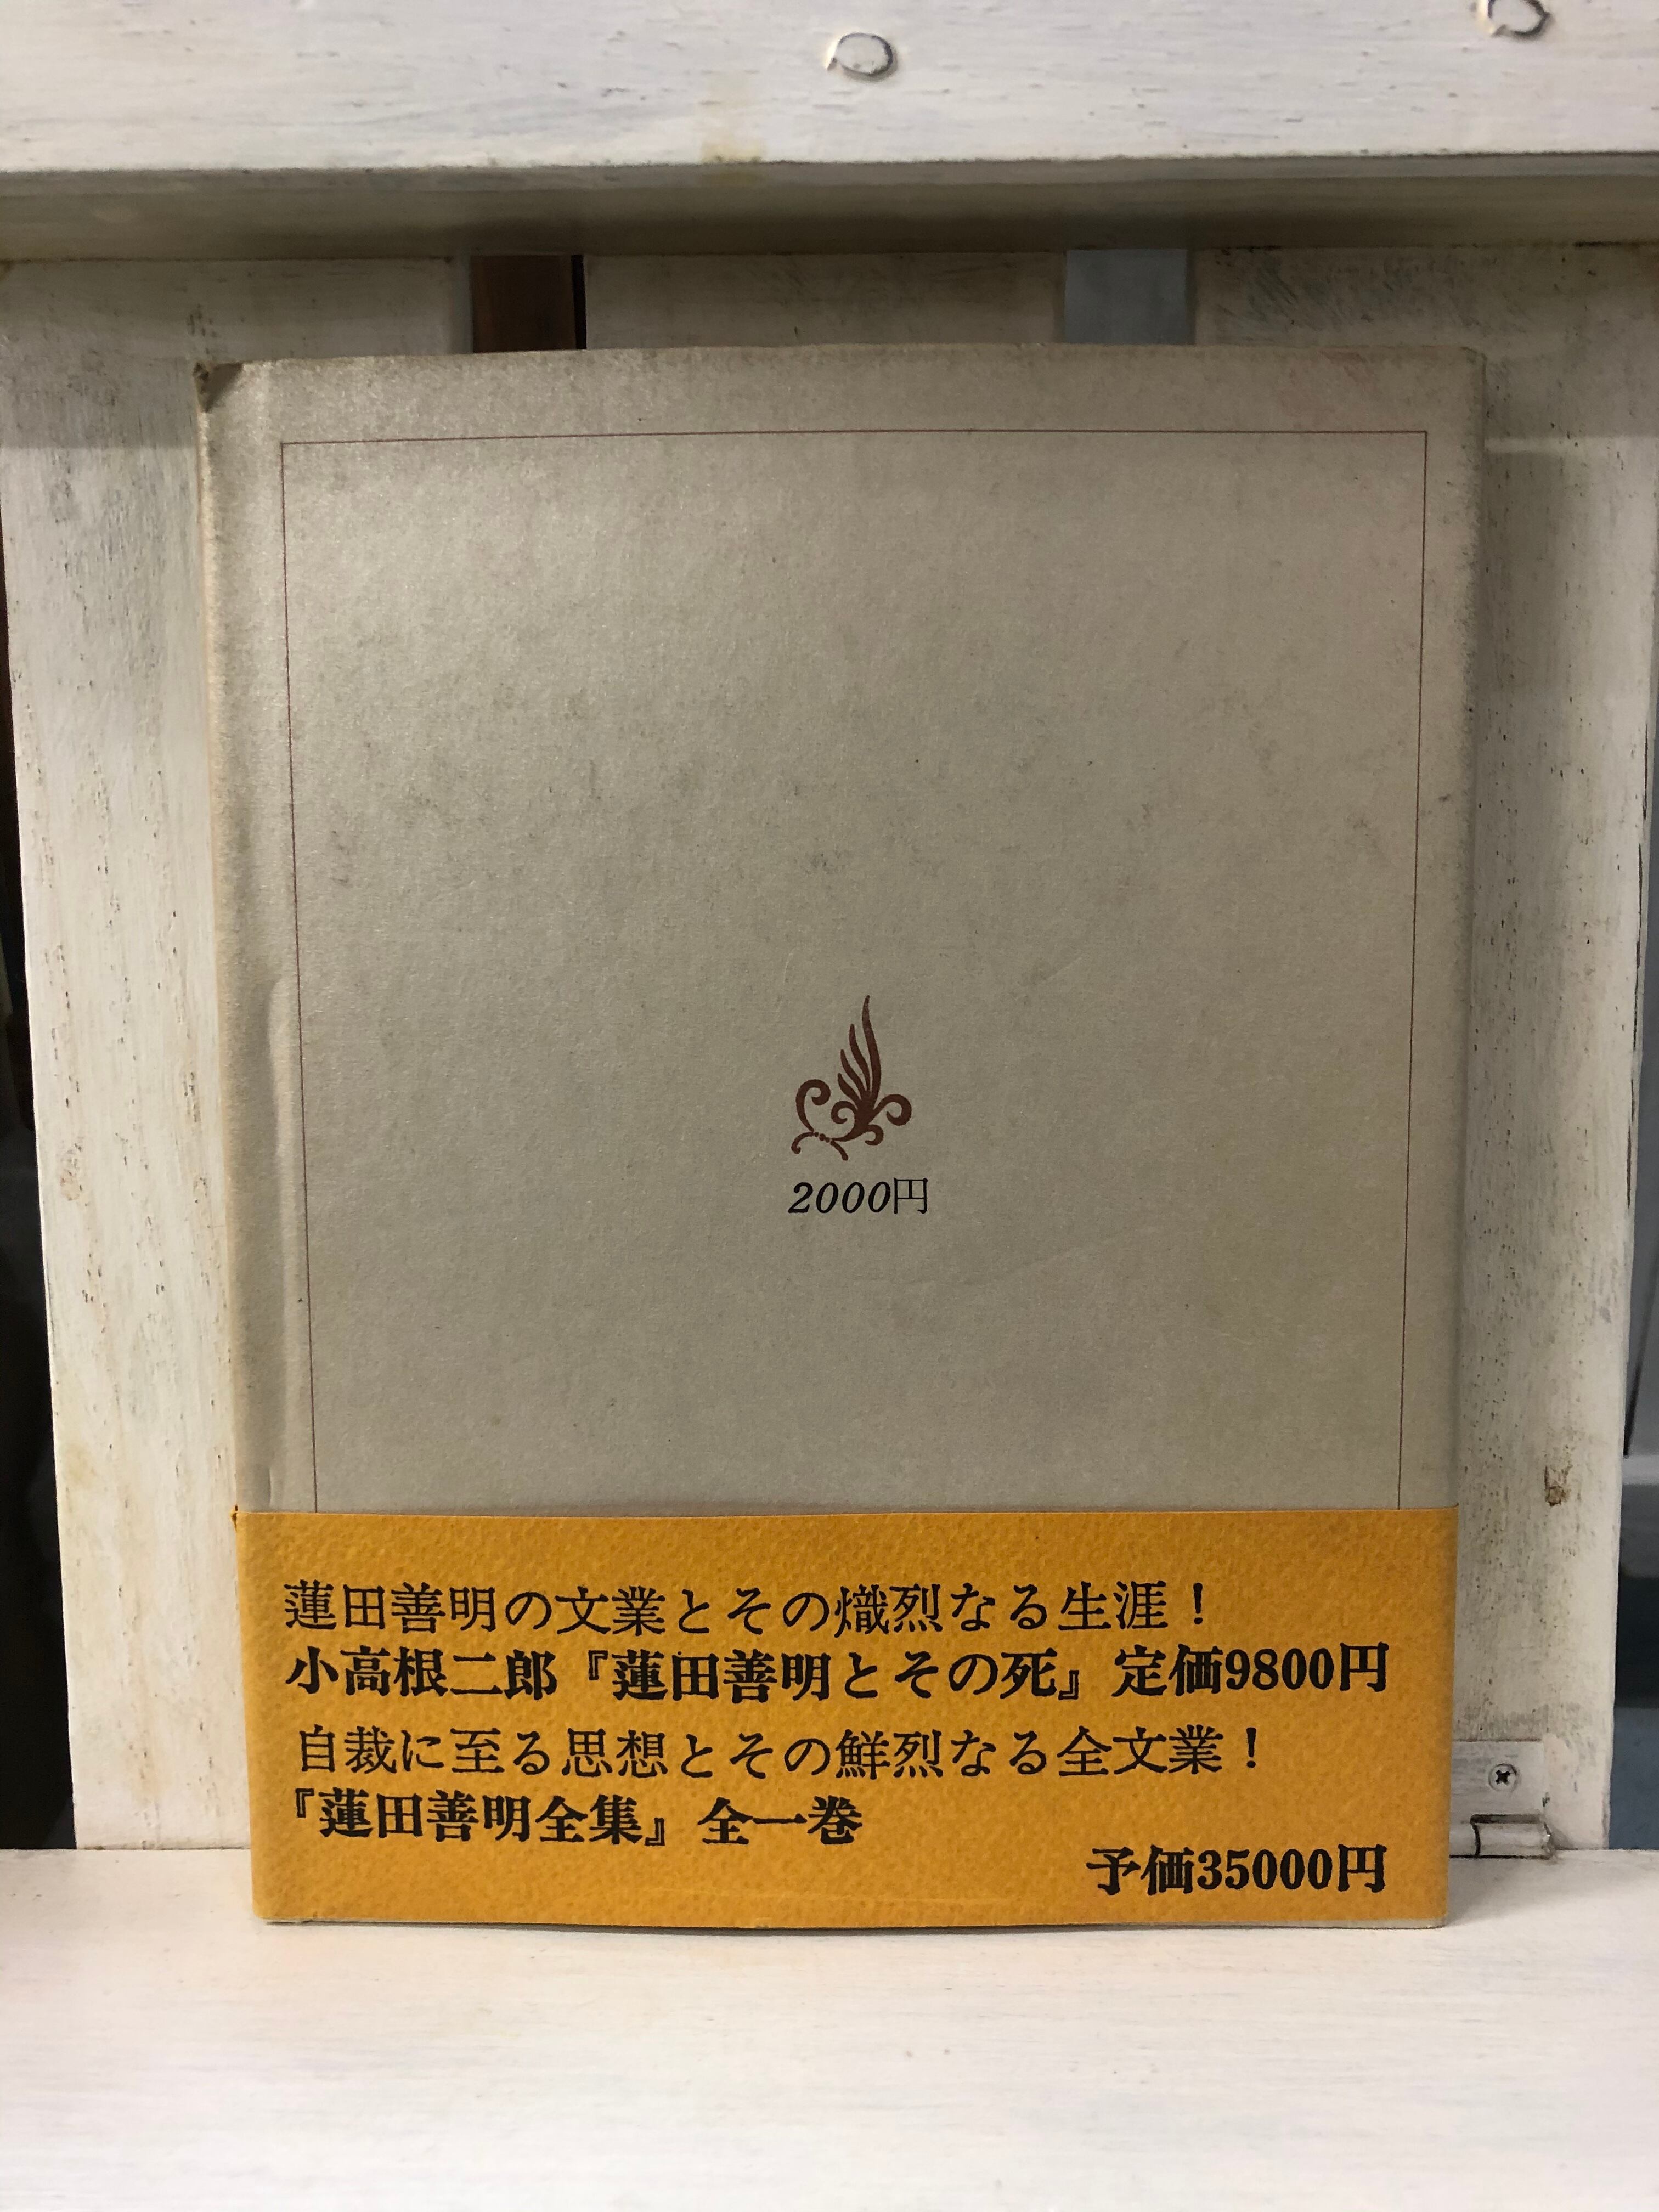 2000円
蓮田善明の文業とその熾烈なる生涯！
小高根二郎『蓮田善明とその死』定価9800円
自裁に至る思想とその鮮烈なる全文業！
『蓮田善明全集』全一巻
予価35000円